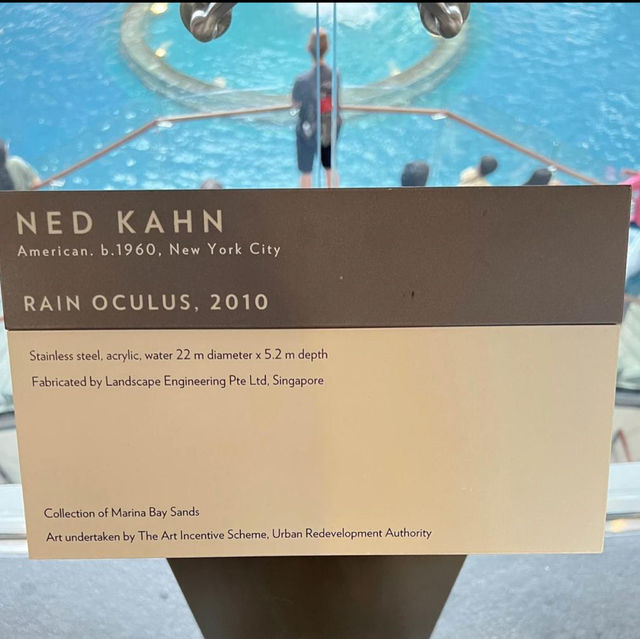 NED KAHN
American. b.1960, New York City
RAIN OCULUS, 2010
Stainless steel, acrylic, water 22 m diameter x 5.2 m depth
Fabricated by Landscape Engineering Pte Ltd, Singapore
Collection of Marina Bay Sands
Art undertaken by The Art Incentive Scheme, Urban Redevelopment Authority